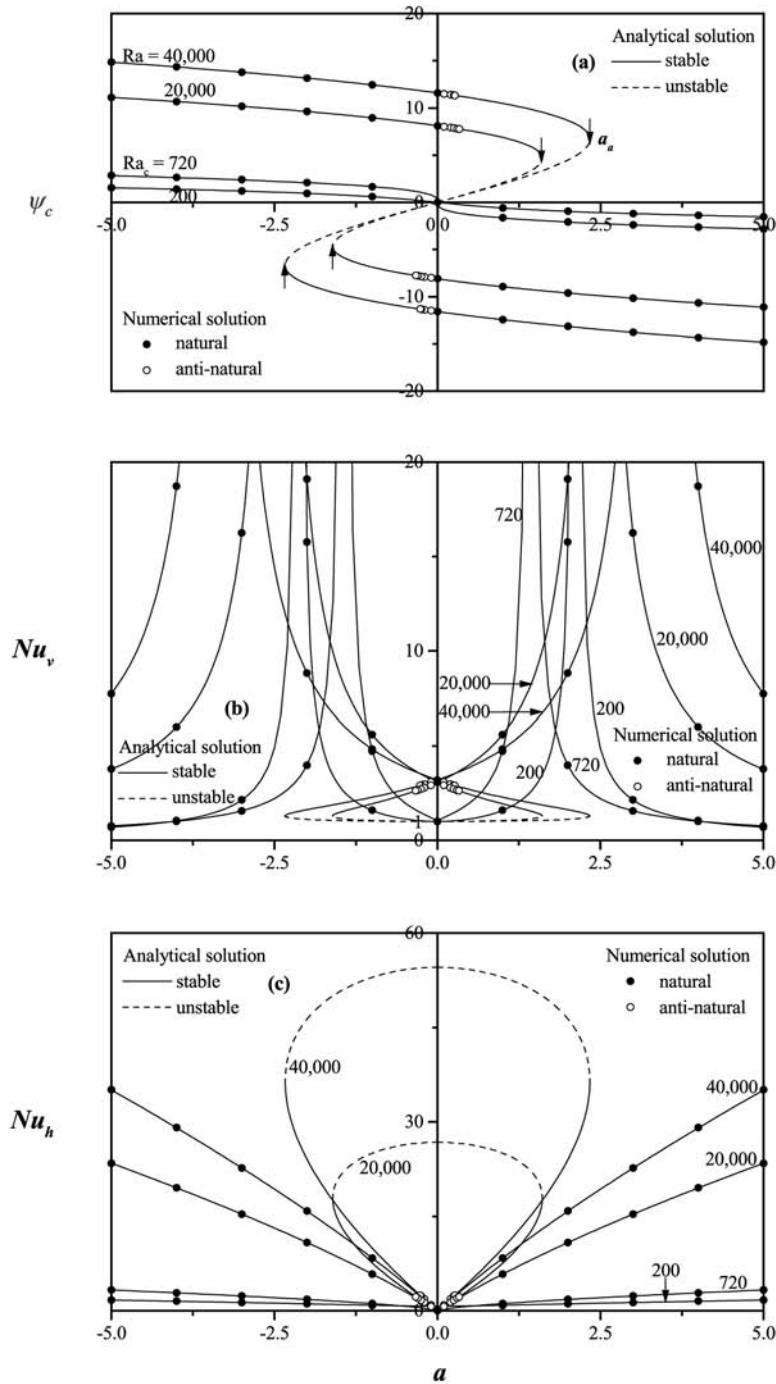 20
Ra = 40,000
(a)
Analytical solution
stable
unstable
20,000
10
a_a
Ra_c = 720
200
ψ_c
0
-5.0
-2.5
0.0
2.5
5.0
Numerical solution
natural
anti-natural
-10
-20
20
720
40,000
20,000
Nu_v
10
20,000
40,000
200
(b)
Analytical solution
stable
unstable
200
720
Numerical solution
natural
anti-natural
1
0
-5.0
-2.5
0.0
2.5
5.0
60
Analytical solution
stable
unstable
(c)
Numerical solution
natural
anti-natural
40,000
40,000
Nu_h
30
20,000
20,000
200
720
0
-5.0
-2.5
0.0
2.5
5.0
a